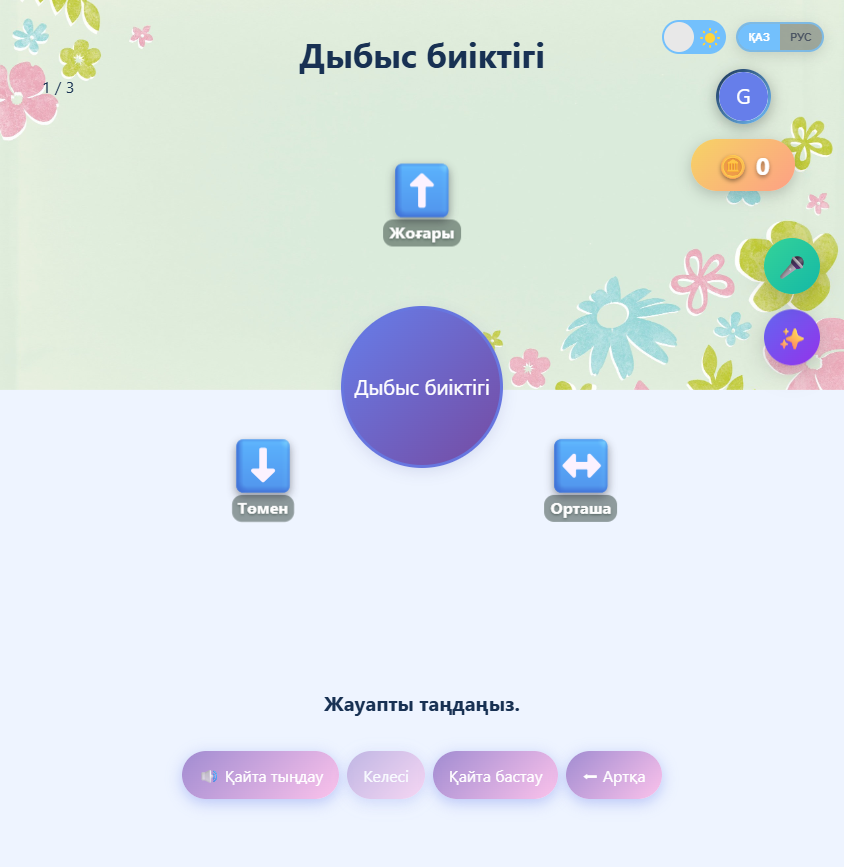 Дыбыс биіктігі
ҚАЗ РУС
1 / 3
G
0
Жоғары
Дыбыс биіктігі
Төмен
Орташа
Жауапты таңдаңыз.
Қайта тыңдау
Келесі
Қайта бастау
Артқа